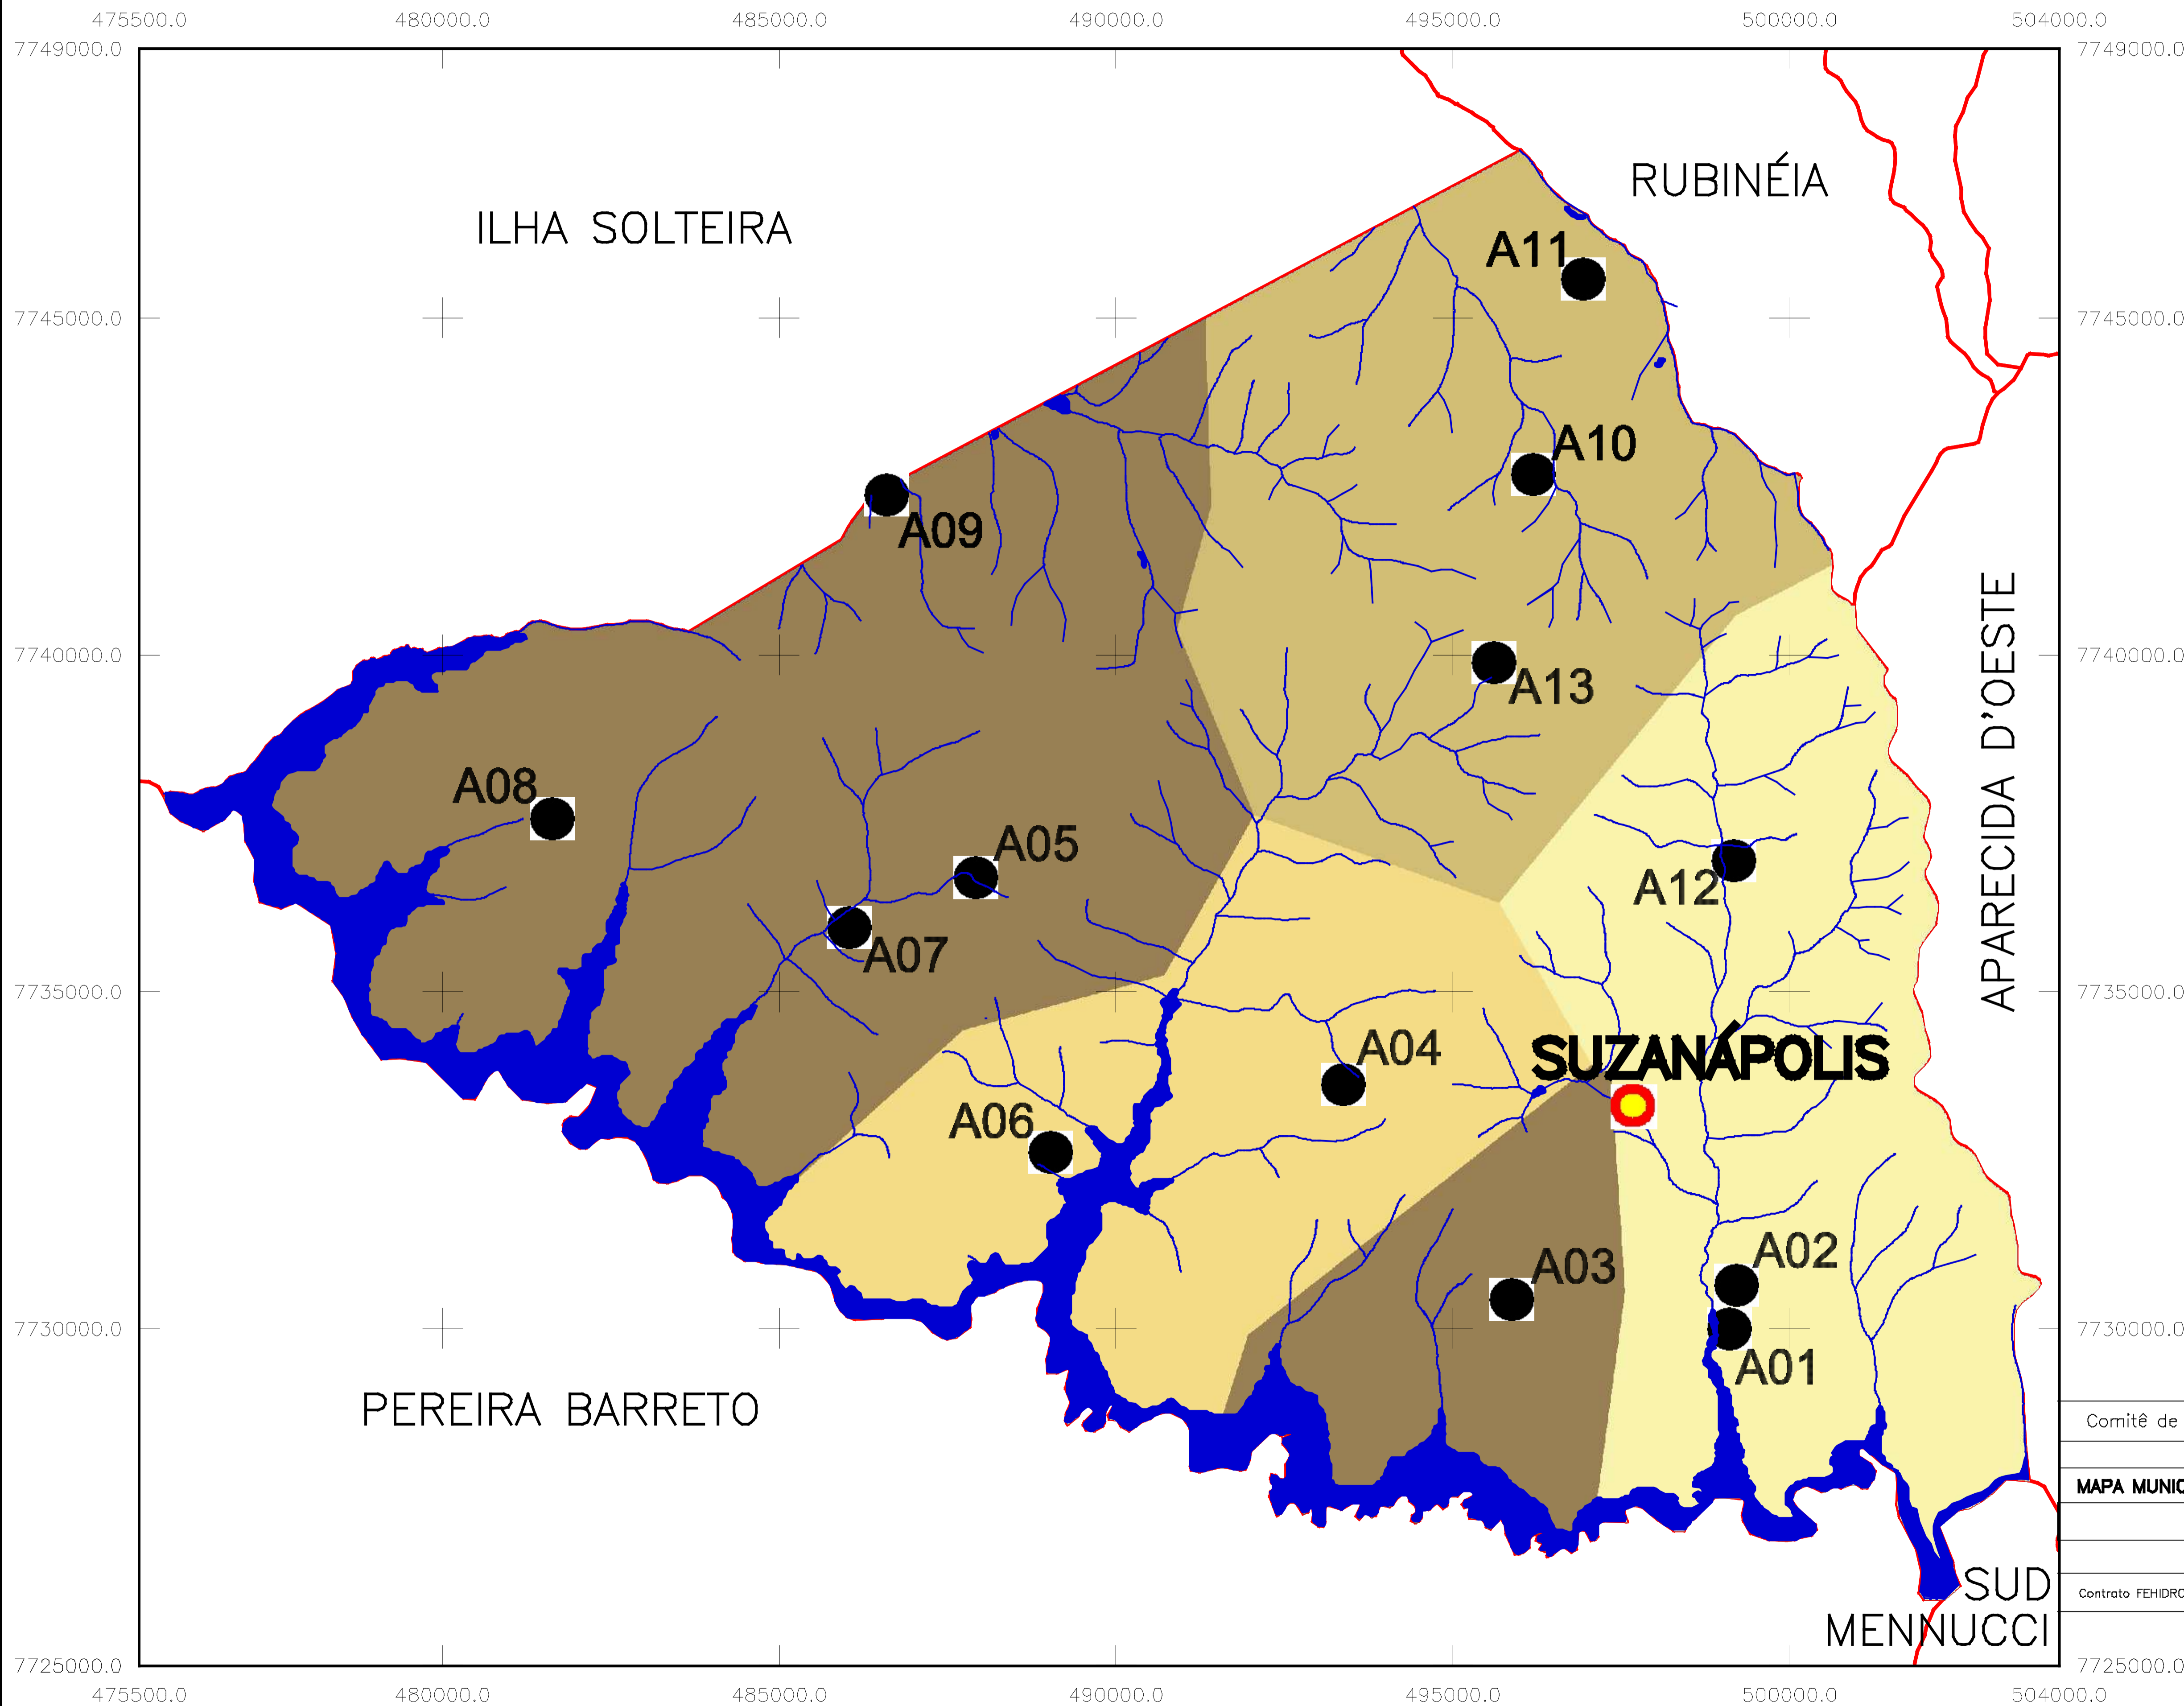 475500.0 480000.0 485000.0 490000.0 495000.0 500000.0 504000.0
7749000.0 7749000.0
RUBINÉIA
ILHA SOLTEIRA
A11
7745000.0 7745000.0
A10
A09
APARECIDA D'OESTE
7740000.0 7740000.0
A13
A08
A05
A12
A07
7735000.0 7735000.0
SUZANÁPOLIS
A04
A06
A02
A03
7730000.0 7730000.0
A01
PEREIRA BARRETO
Comitê de
MAPA MUNIC
SUD
MENNUCCI
Contrato FEHIDRO
7725000.0 7725000.0
475500.0 480000.0 485000.0 490000.0 495000.0 500000.0 504000.0